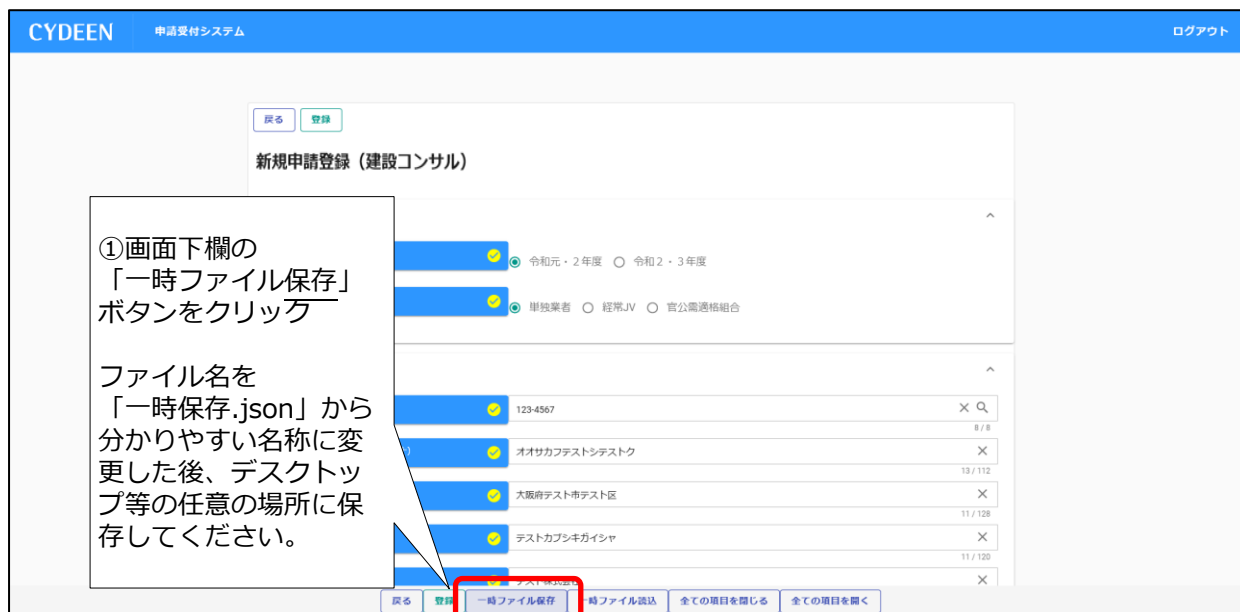 CYDEEN 申請受付システム ログアウト
戻る 登録
新規申請登録（建設コンサル）
①画面下欄の
「一時ファイル保存」
ボタンをクリック
ファイル名を
「一時保存.json」から
分かりやすい名称に変
更した後、デスクトッ
プ等の任意の場所に保
存してください。
令和元・２年度 令和２・３年度
単独業者 経常JV 官公需適格組合
123-4567
8 / 8
オオサカフテストシテストク
13 / 112
大阪府テスト市テスト区
11 / 128
テストカブシキガイシャ
11 / 120
戻る 登録 一時ファイル保存 一時ファイル読込 全ての項目を閉じる 全ての項目を開く